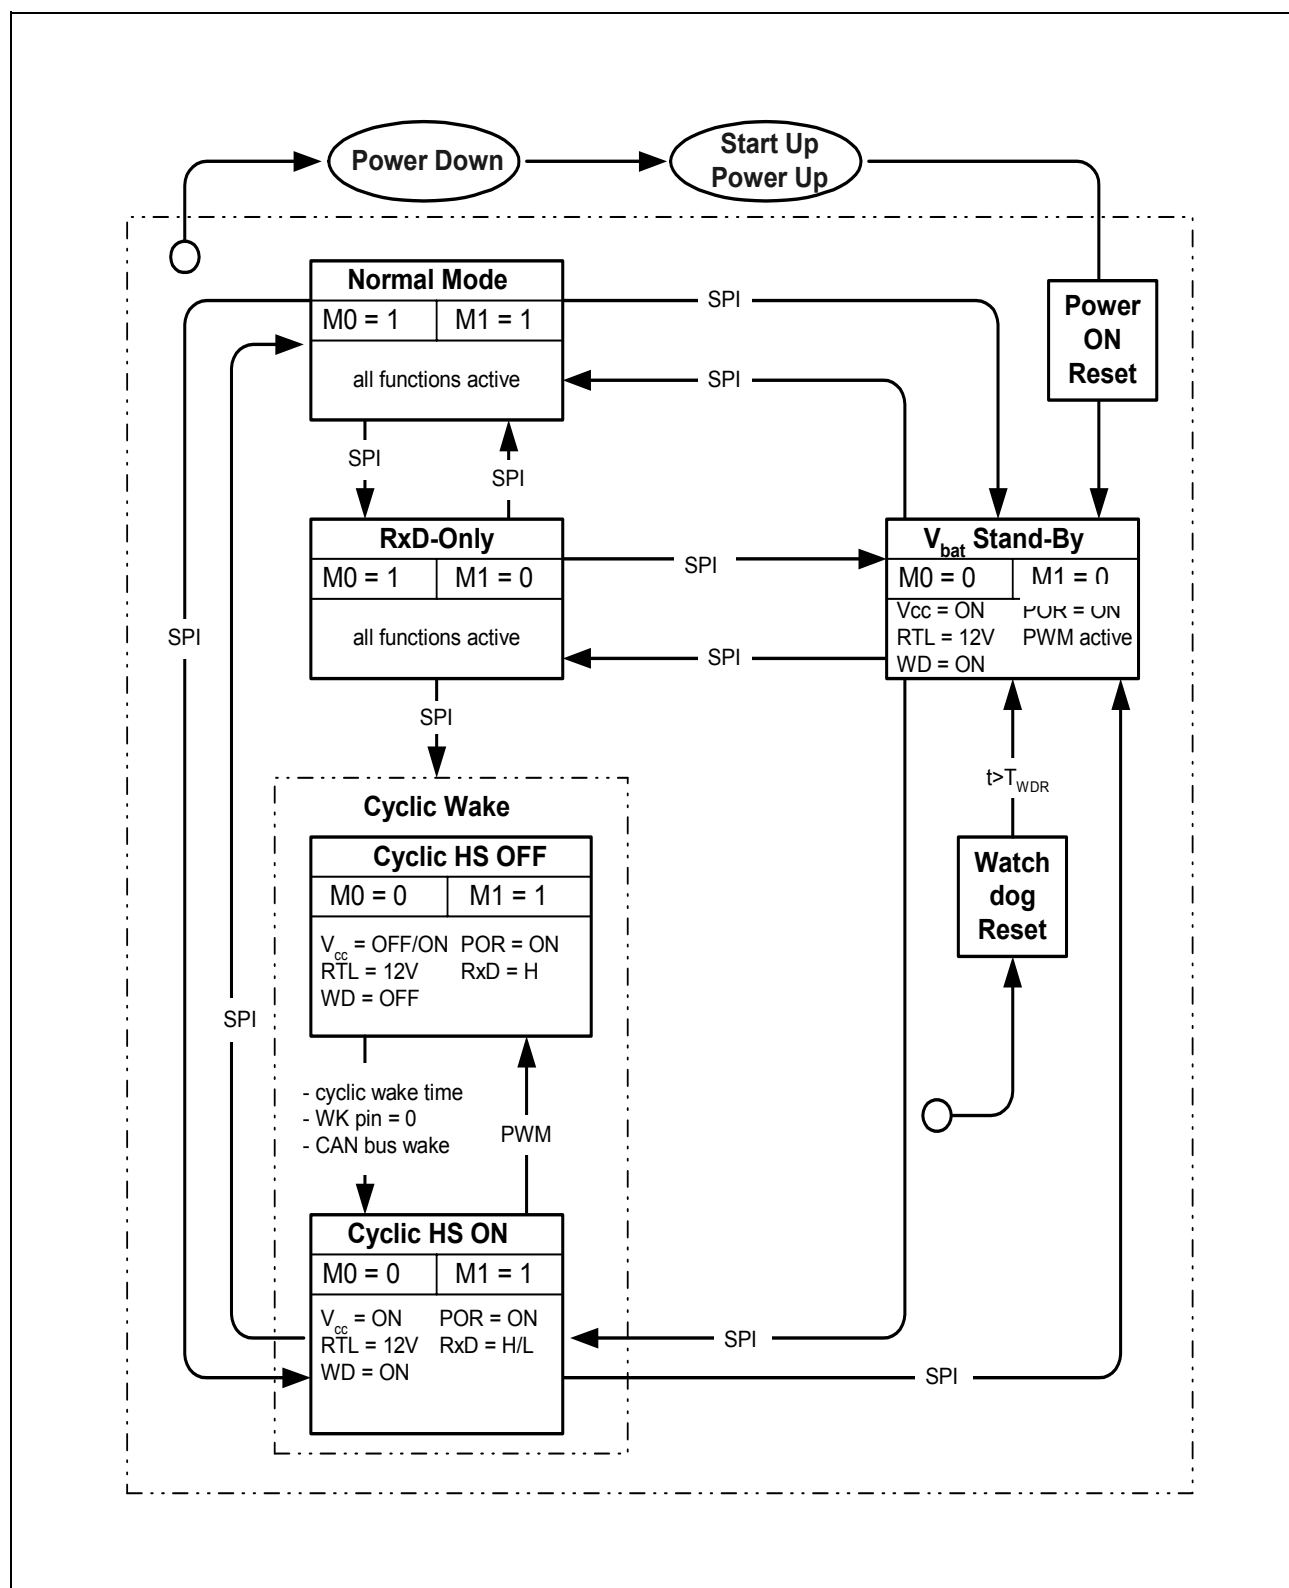 Power Down
Start Up
Power Up
Normal Mode
M0 = 1 M1 = 1
all functions active
SPI
SPI
Power
ON
Reset
SPI
SPI
RxD-Only
M0 = 1 M1 = 0
all functions active
SPI
SPI
Vbat Stand-By
M0 = 0 M1 = 0
Vcc = ON POR = ON
RTL = 12V PWM active
WD = ON
SPI
SPI
t>TWDR
Cyclic Wake
Cyclic HS OFF
M0 = 0 M1 = 1
Vcc = OFF/ON POR = ON
RTL = 12V RxD = H
WD = OFF
Watch
dog
Reset
SPI
- cyclic wake time
- WK pin = 0
- CAN bus wake
PWM
Cyclic HS ON
M0 = 0 M1 = 1
Vcc = ON POR = ON
RTL = 12V RxD = H/L
WD = ON
SPI
SPI